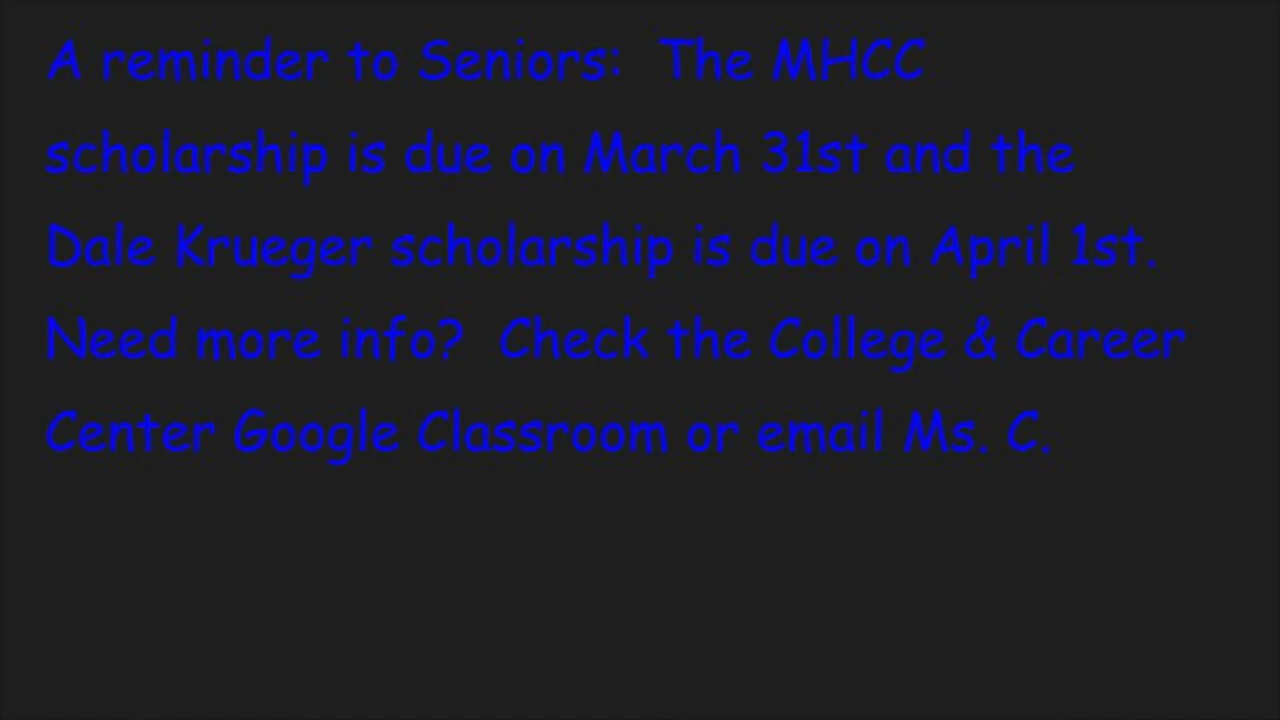 A reminder to Seniors:  The MHCC
scholarship is due on March 31st and the
Dale Krueger scholarship is due on April 1st.
Need more info?  Check the College & Career
Center Google Classroom or email Ms. C.